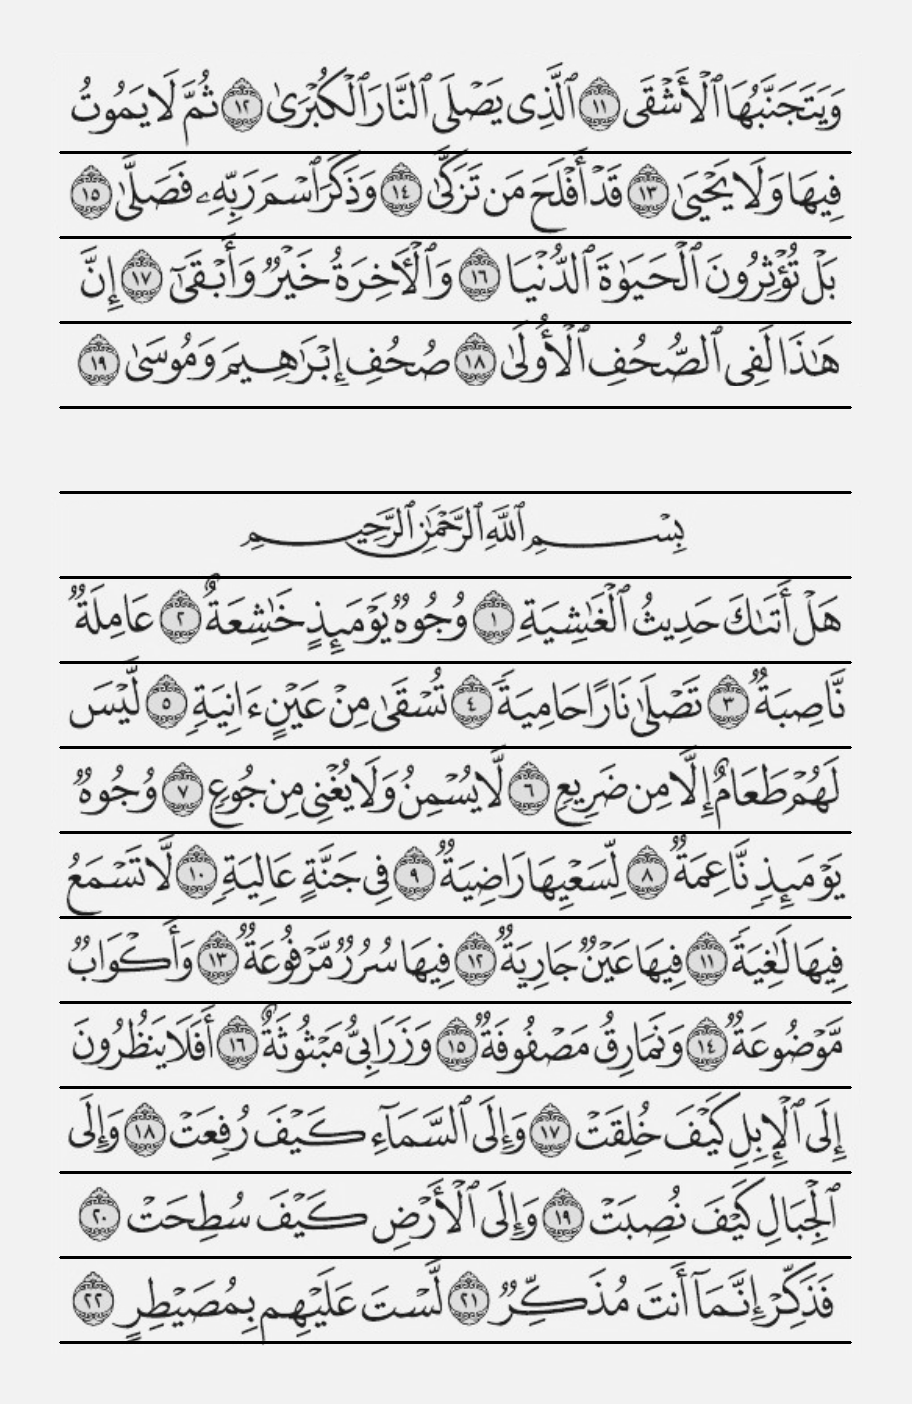 وَيَتَجَنَّبُهَا ٱلْأَشْقَى ١١ ٱلَّذِى يَصْلَى ٱلنَّارَ ٱلْكُبْرَىٰ ١٢ ثُمَّ لَا يَمُوتُ
فِيهَا وَلَا يَحْيَىٰ ١٣ قَدْ أَفْلَحَ مَن تَزَكَّىٰ ١٤ وَذَكَرَ ٱسْمَ رَبِّهِۦ فَصَلَّىٰ ١٥
بَلْ تُؤْثِرُونَ ٱلْحَيَوٰةَ ٱلدُّنْيَا ١٦ وَٱلْـَٔاخِرَةُ خَيْرٌ وَأَبْقَىٰٓ ١٧ إِنَّ
هَـٰذَا لَفِى ٱلصُّحُفِ ٱلْأُولَىٰ ١٨ صُحُفِ إِبْرَٰهِيمَ وَمُوسَىٰ ١٩
بِسْمِ ٱللَّهِ ٱلرَّحْمَـٰنِ ٱلرَّحِيمِ
هَلْ أَتَىٰكَ حَدِيثُ ٱلْغَـٰشِيَةِ ١ وُجُوهٌ يَوْمَئِذٍ خَـٰشِعَةٌ ٢ عَامِلَةٌ
نَّاصِبَةٌ ٣ تَصْلَىٰ نَارًا حَامِيَةً ٤ تُسْقَىٰ مِنْ عَيْنٍ ءَانِيَةٍ ٥ لَّيْسَ
لَهُمْ طَعَامٌ إِلَّا مِن ضَرِيعٍ ٦ لَّا يُسْمِنُ وَلَا يُغْنِى مِن جُوعٍ ٧ وُجُوهٌ
يَوْمَئِذٍ نَّاعِمَةٌ ٨ لِّسَعْيِهَا رَاضِيَةٌ ٩ فِى جَنَّةٍ عَالِيَةٍ ١٠ لَّا تَسْمَعُ
فِيهَا لَـٰغِيَةً ١١ فِيهَا عَيْنٌ جَارِيَةٌ ١٢ فِيهَا سُرُرٌ مَّرْفُوعَةٌ ١٣ وَأَكْوَابٌ
مَّوْضُوعَةٌ ١٤ وَنَمَارِقُ مَصْفُوفَةٌ ١٥ وَزَرَابِىُّ مَبْثُوثَةٌ ١٦ أَفَلَا يَنظُرُونَ
إِلَى ٱلْإِبِلِ كَيْفَ خُلِقَتْ ١٧ وَإِلَى ٱلسَّمَآءِ كَيْفَ رُفِعَتْ ١٨ وَإِلَى
ٱلْجِبَالِ كَيْفَ نُصِبَتْ ١٩ وَإِلَى ٱلْأَرْضِ كَيْفَ سُطِحَتْ ٢٠
فَذَكِّرْ إِنَّمَآ أَنتَ مُذَكِّرٌ ٢١ لَّسْتَ عَلَيْهِم بِمُصَيْطِرٍ ٢٢